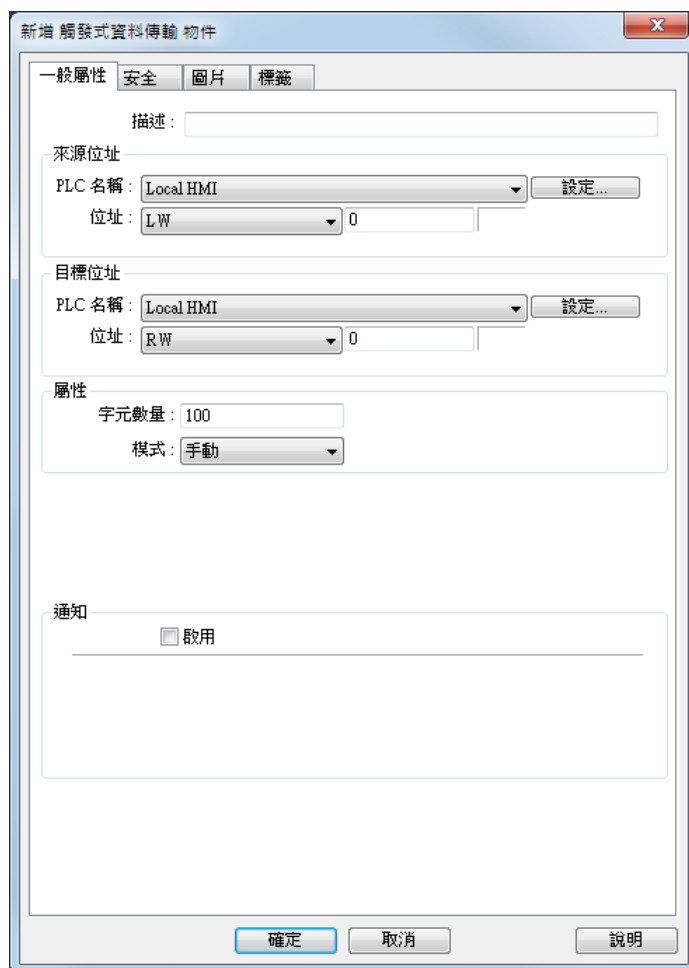 新增 觸發式資料傳輸 物件
一般屬性 安全 圖片 標籤
描述 :
來源位址
PLC 名稱 : Local HMI 設定...
位址 : LW 0
目標位址
PLC 名稱 : Local HMI 設定...
位址 : RW 0
屬性
字元數量 : 100
模式 : 手動
通知
啟用
確定 取消 說明